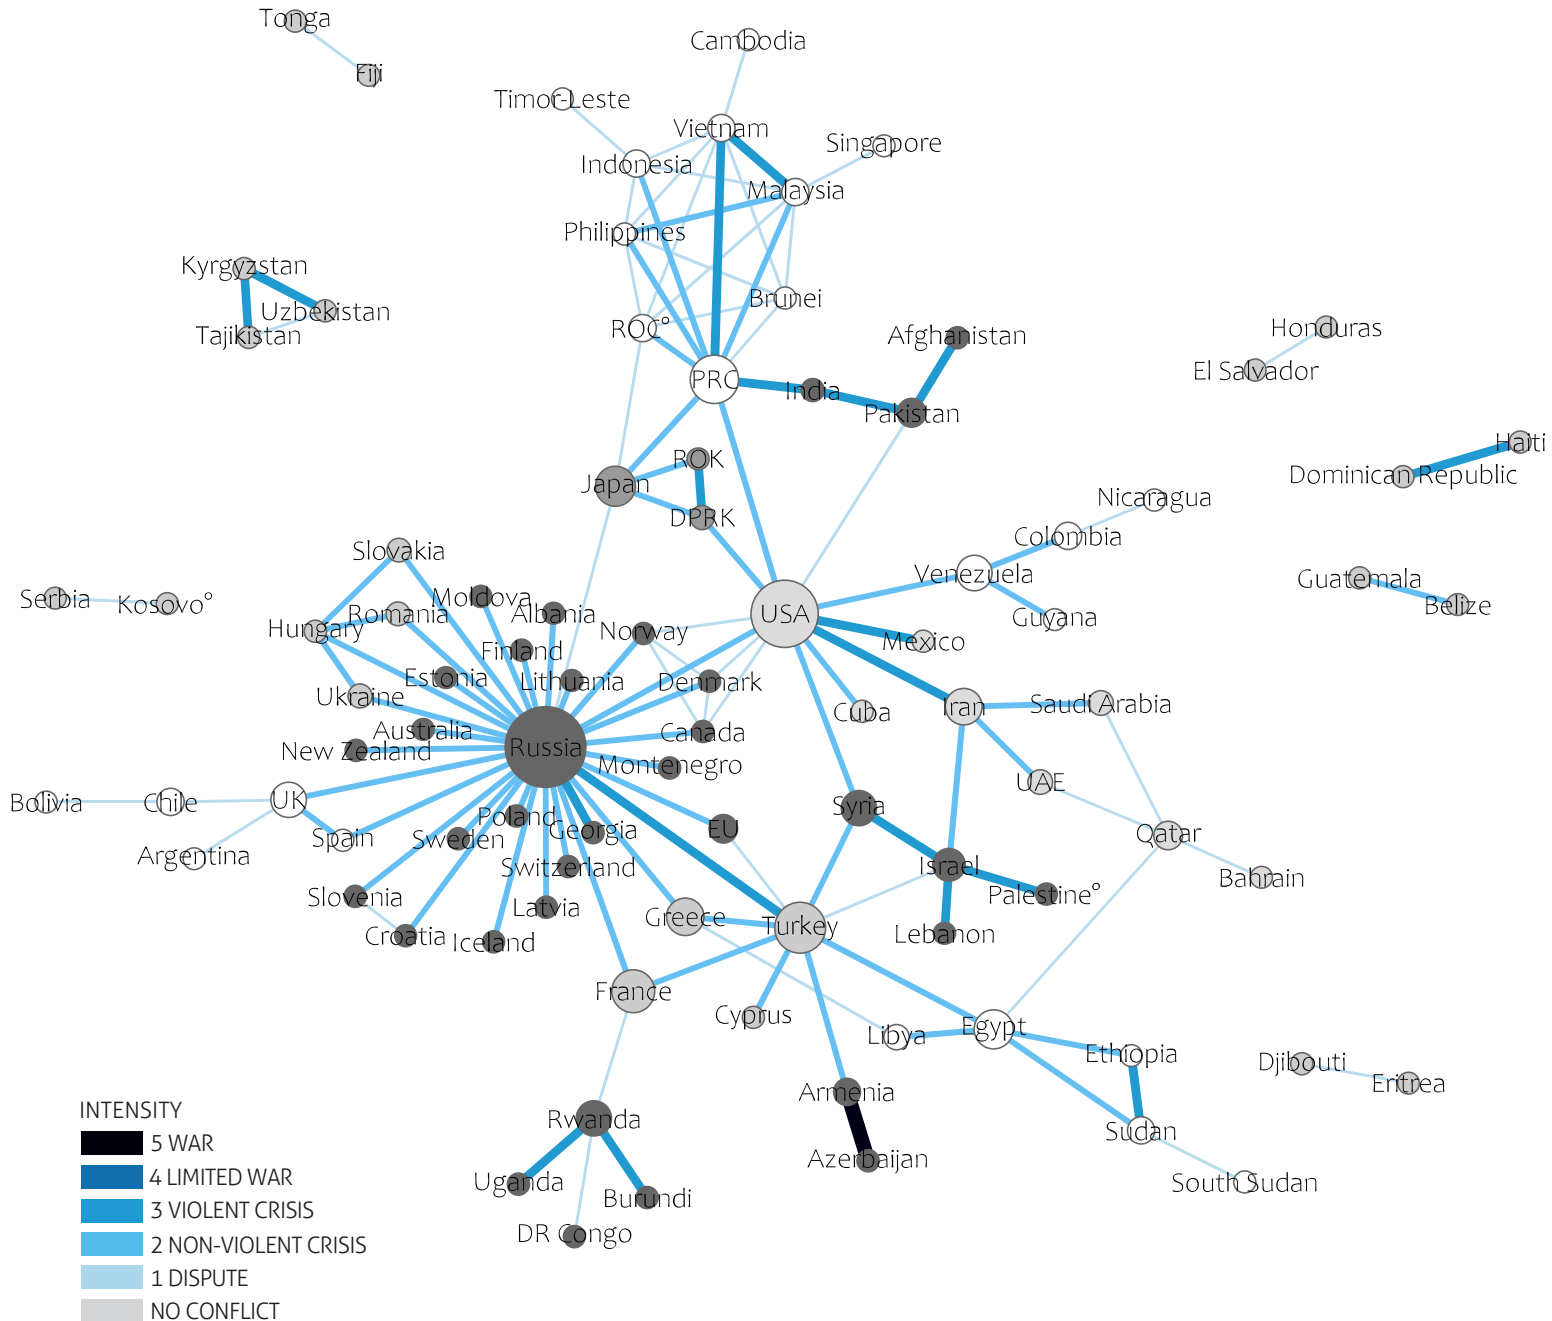 Tonga
Fiji
Cambodia
Timor-Leste
Vietnam
Singapore
Indonesia
Malaysia
Philippines
Kyrgyzstan
Uzbekistan
Tajikistan
Brunei
ROC°
Afghanistan
Honduras
El Salvador
PRC
India
Pakistan
Haiti
Dominican Republic
ROK
Japan
DPRK
Nicaragua
Colombia
Slovakia
Venezuela
Guatemala
Belize
Serbia
Kosovo°
Moldova
Albania
Romania
Hungary
Norway
USA
Guyana
Mexico
Finland
Estonia
Lithuania
Denmark
Ukraine
Cuba
Iran
Saudi Arabia
Australia
New Zealand
Russia
Canada
Montenegro
UAE
Bolivia
Chile
UK
Spain
Poland
Georgia
EU
Syria
Qatar
Argentina
Sweden
Switzerland
Israel
Palestine°
Bahrain
Slovenia
Latvia
Croatia
Iceland
Greece
Turkey
Lebanon
France
Cyprus
Libya
Egypt
Ethiopia
Djibouti
Eritrea
Armenia
Rwanda
Sudan
Azerbaijan
Uganda
Burundi
South Sudan
DR Congo
INTENSITY
5 WAR
4 LIMITED WAR
3 VIOLENT CRISIS
2 NON-VIOLENT CRISIS
1 DISPUTE
NO CONFLICT